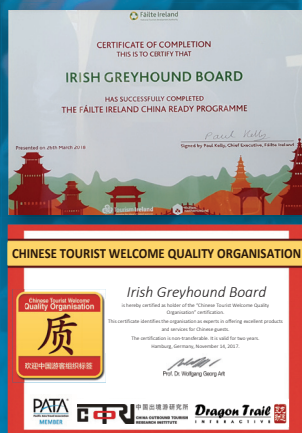 Fáilte Ireland
CERTIFICATE OF COMPLETION
THIS IS TO CERTIFY THAT
IRISH GREYHOUND BOARD
HAS SUCCESSFULLY COMPLETED
THE FÁILTE IRELAND CHINA READY PROGRAMME
Paul Kelly
Presented on 26th March 2018
Signed by Paul Kelly, Chief Executive, Fáilte Ireland
Tourism Ireland
CHINESE TOURIST WELCOME QUALITY ORGANISATION
Chinese Tourist Welcome
Quality Organisation
质
欢迎中国游客组织标签
Irish Greyhound Board
is hereby certified as holder of the "Chinese Tourist Welcome Quality
Organisation" certification.
This certificate identifies the organisation as experts in offering excellent products
and services for Chinese guests.
The certification is non-transferable. It is valid for two years.
Hamburg, Germany, November 14, 2017.
Prof. Dr. Wolfgang Georg Arlt
PATA
MEMBER
中国出境游研究所
CHINA OUTBOUND TOURISM
RESEARCH INSTITUTE
Dragon Trail
INTERACTIVE